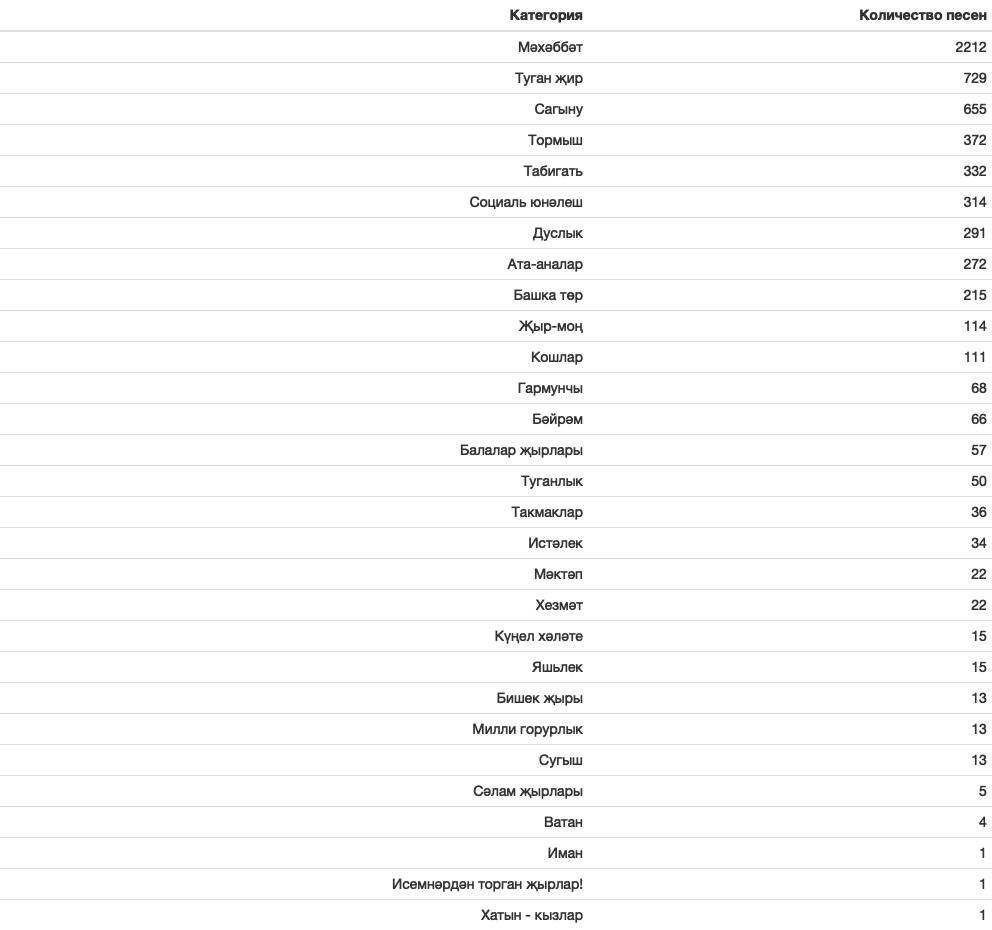 Категория Количество песен
Мәхәббәт 2212
Туган җир 729
Сагыну 655
Тормыш 372
Табигать 332
Социаль юнәлеш 314
Дуслык 291
Ата-аналар 272
Башка төр 215
Җыр-моң 114
Кошлар 111
Гармунчы 68
Бәйрәм 66
Балалар җырлары 57
Туганлык 50
Такмаклар 36
Истәлек 34
Мәктәп 22
Хезмәт 22
Күңел хәләте 15
Яшьлек 15
Бишек җыры 13
Милли горурлык 13
Сугыш 13
Сәлам җырлары 5
Ватан 4
Иман 1
Исемнәрдән торган җырлар! 1
Хатын - кызлар 1